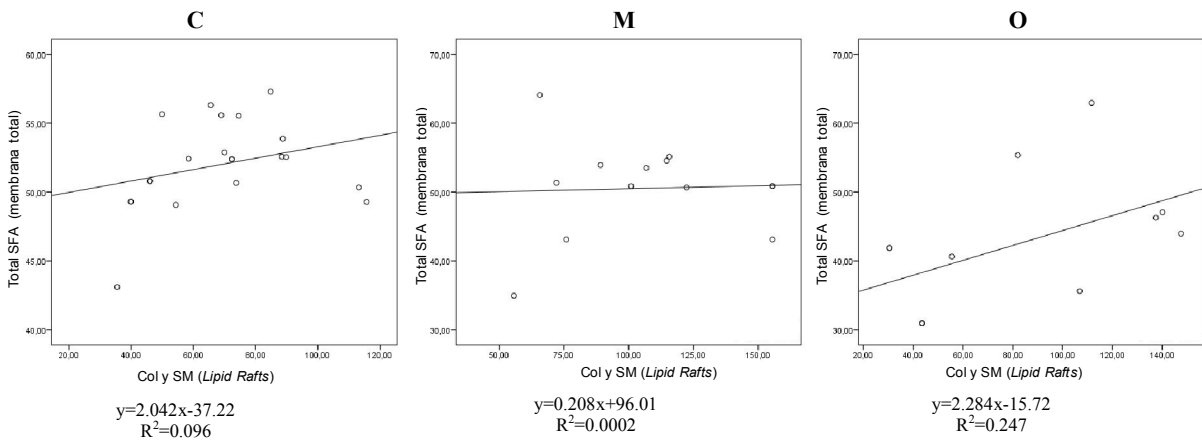 C
Total SFA (membrana total)
60,00
55,00
50,00
45,00
40,00
20,00 40,00 60,00 80,00 100,00 120,00
Col y SM (Lipid Rafts)
y=2.042x-37.22
R²=0.096
M
Total SFA (membrana total)
70,00
60,00
50,00
40,00
30,00
50,00 75,00 100,00 125,00 150,00
Col y SM (Lipid Rafts)
y=0.208x+96.01
R²=0.0002
O
Total SFA (membrana total)
70,00
60,00
50,00
40,00
30,00
20,00 40,00 60,00 80,00 100,00 120,00 140,00
Col y SM (Lipid Rafts)
y=2.284x-15.72
R²=0.247